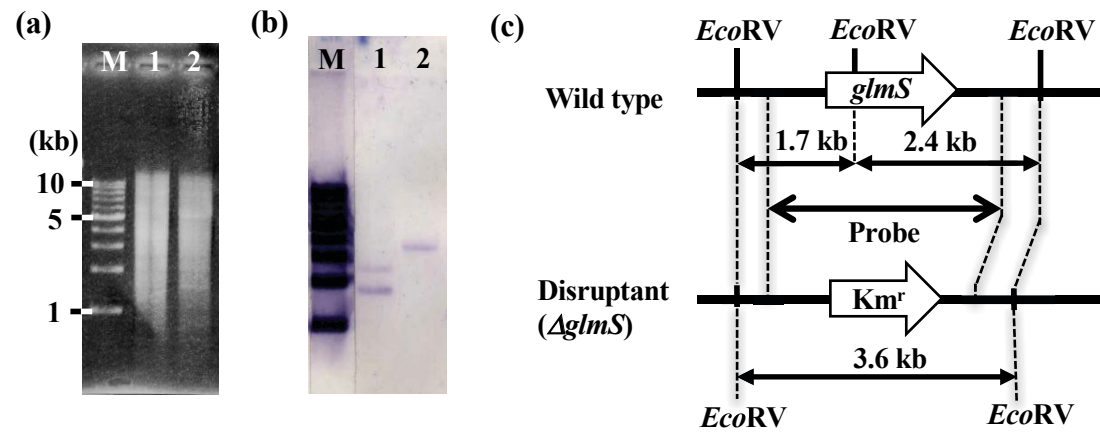 (a)
M 1 2
(kb)
10
5
1
(b)
M 1 2
(c)
EcoRV EcoRV EcoRV
Wild type
glmS
1.7 kb 2.4 kb
Probe
Disruptant
(ΔglmS)
Kmʳ
3.6 kb
EcoRV EcoRV